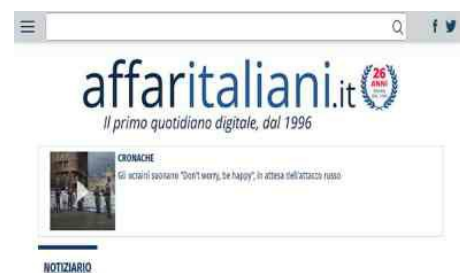 affaritaliani.it
26
ANNI
Il primo quotidiano digitale, dal 1996
CRONACHE
Gli ucraini suonano "Don't worry, be happy", in attesa dell'attacco russo
NOTIZIARIO